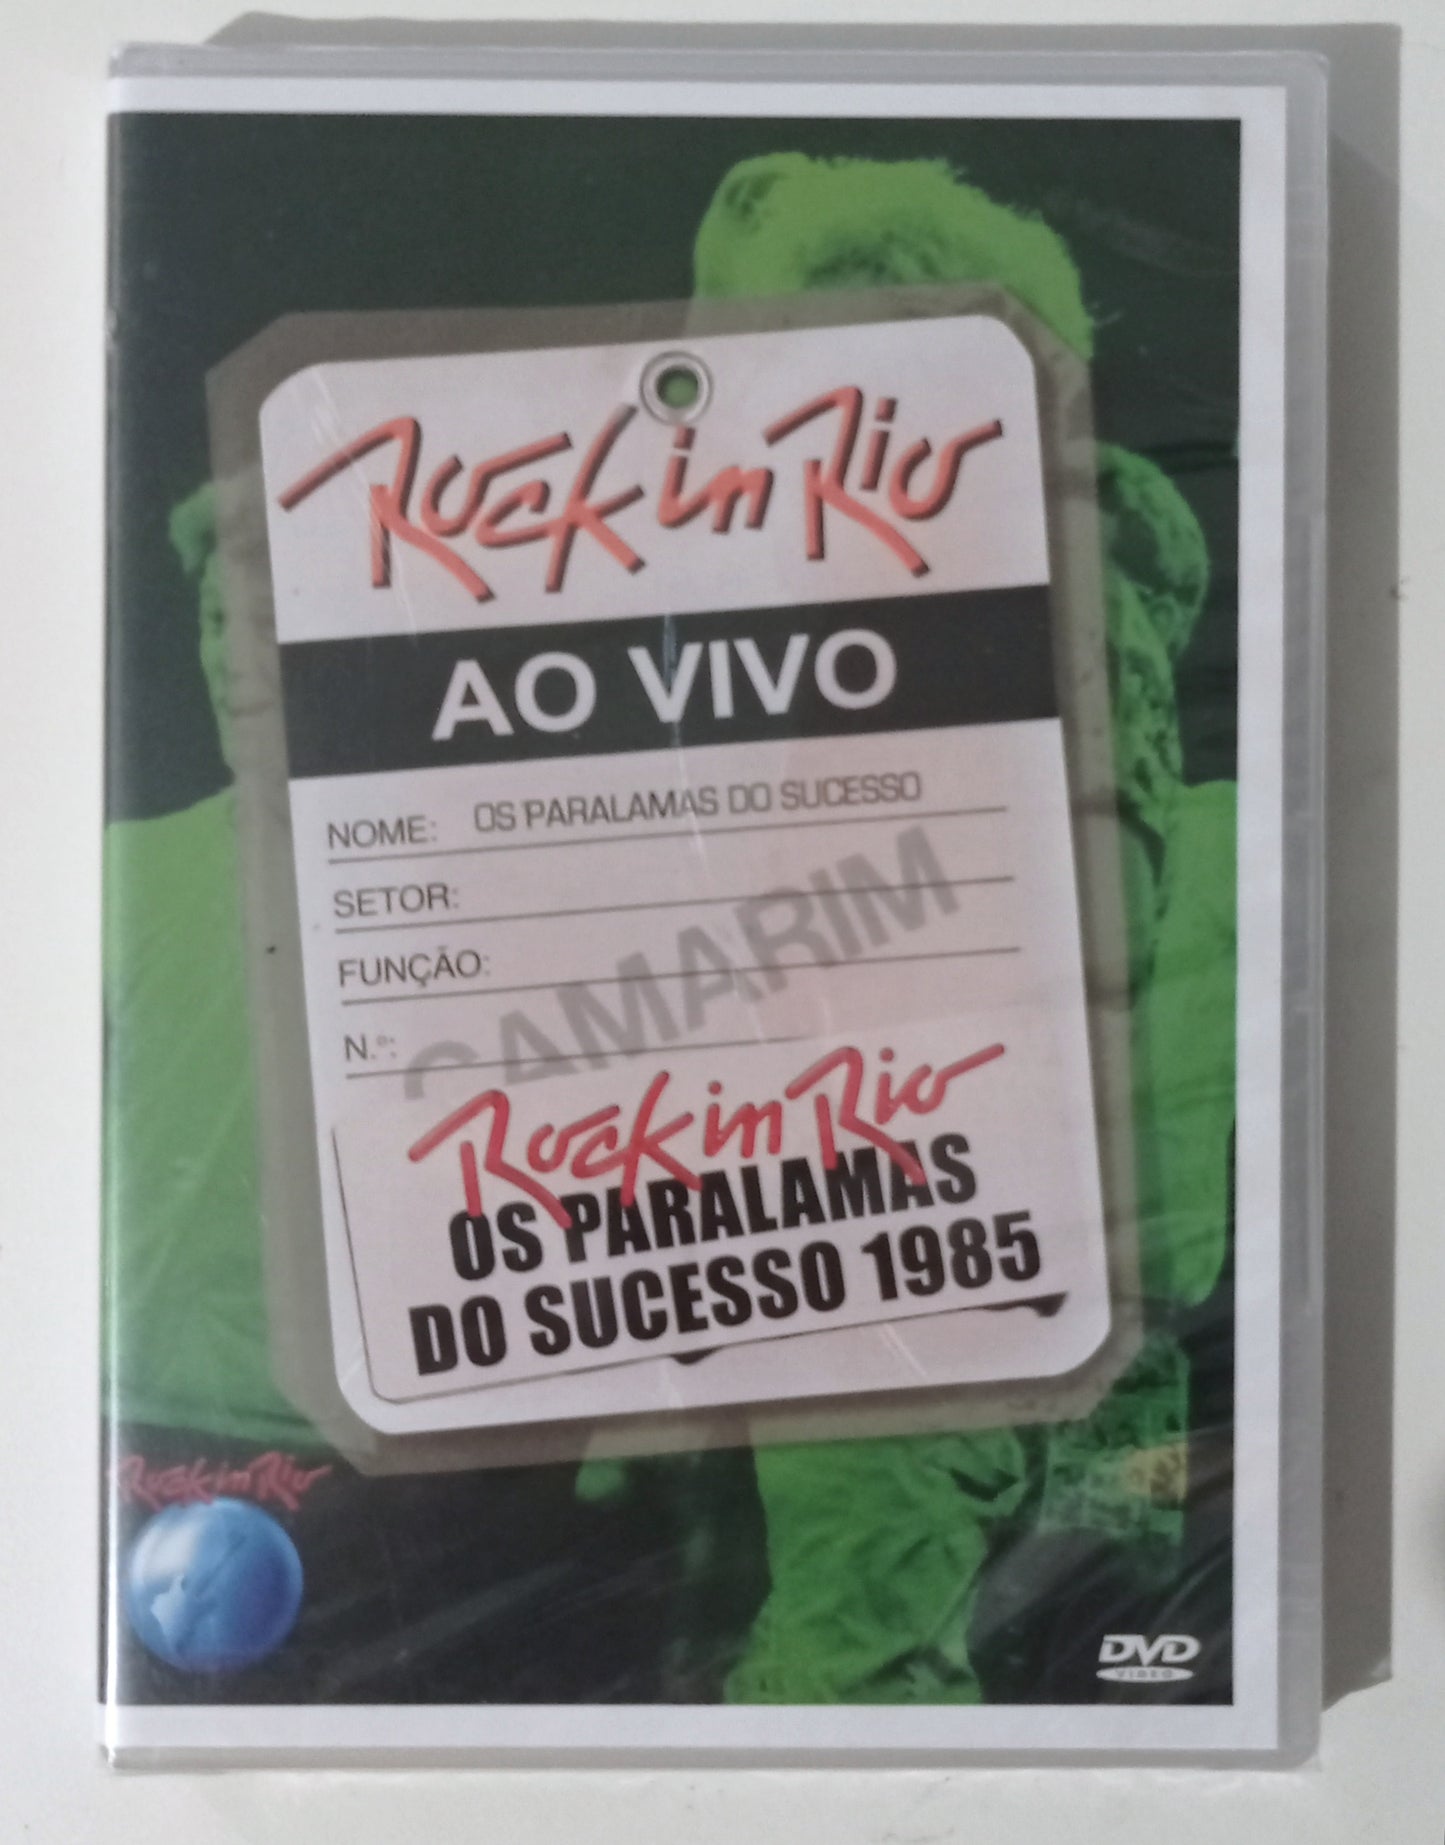 Rock in Rio
AO VIVO
NOME: OS PARALAMAS DO SUCESSO
SETOR:
FUNÇÃO:
N.º:
CAMARIM
Rock in Rio
OS PARALAMAS
DO SUCESSO 1985
Rock in Rio
DVD
VIDEO